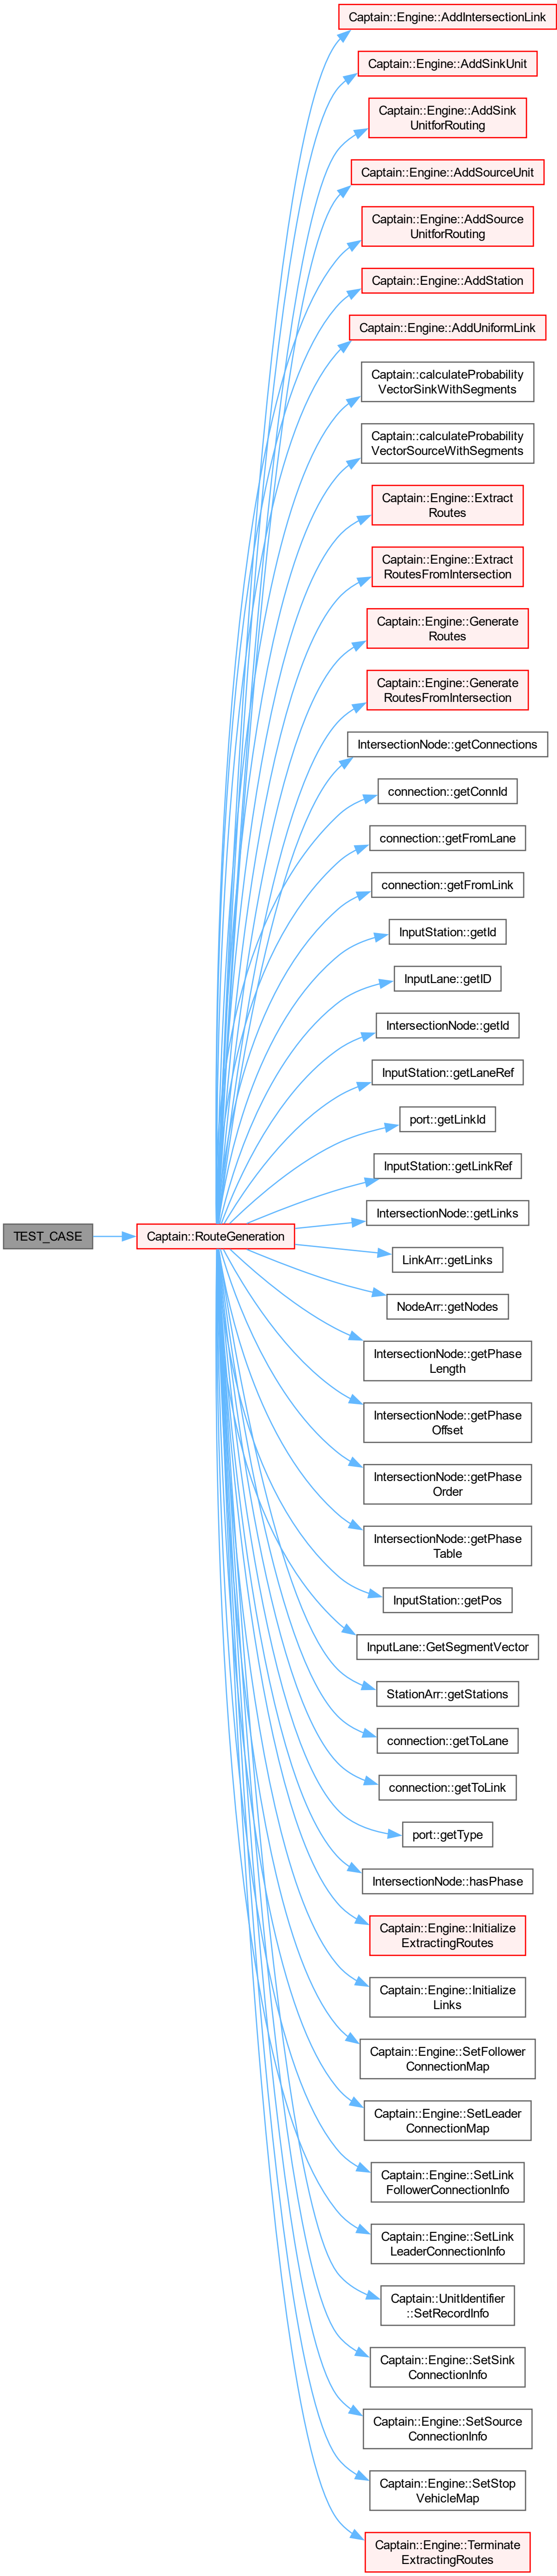 Captain::Engine::AddIntersectionLink
Captain::Engine::AddSinkUnit
Captain::Engine::AddSink
UnitforRouting
Captain::Engine::AddSourceUnit
Captain::Engine::AddSource
UnitforRouting
Captain::Engine::AddStation
Captain::Engine::AddUniformLink
Captain::calculateProbability
VectorSinkWithSegments
Captain::calculateProbability
VectorSourceWithSegments
Captain::Engine::Extract
Routes
Captain::Engine::Extract
RoutesFromIntersection
Captain::Engine::Generate
Routes
Captain::Engine::Generate
RoutesFromIntersection
IntersectionNode::getConnections
connection::getConnId
connection::getFromLane
connection::getFromLink
InputStation::getId
InputLane::getID
IntersectionNode::getId
InputStation::getLaneRef
port::getLinkId
InputStation::getLinkRef
IntersectionNode::getLinks
TEST_CASE
Captain::RouteGeneration
LinkArr::getLinks
NodeArr::getNodes
IntersectionNode::getPhase
Length
IntersectionNode::getPhase
Offset
IntersectionNode::getPhase
Order
IntersectionNode::getPhase
Table
InputStation::getPos
InputLane::GetSegmentVector
StationArr::getStations
connection::getToLane
connection::getToLink
port::getType
IntersectionNode::hasPhase
Captain::Engine::Initialize
ExtractingRoutes
Captain::Engine::Initialize
Links
Captain::Engine::SetFollower
ConnectionMap
Captain::Engine::SetLeader
ConnectionMap
Captain::Engine::SetLink
FollowerConnectionInfo
Captain::Engine::SetLink
LeaderConnectionInfo
Captain::UnitIdentifier
::SetRecordInfo
Captain::Engine::SetSink
ConnectionInfo
Captain::Engine::SetSource
ConnectionInfo
Captain::Engine::SetStop
VehicleMap
Captain::Engine::Terminate
ExtractingRoutes